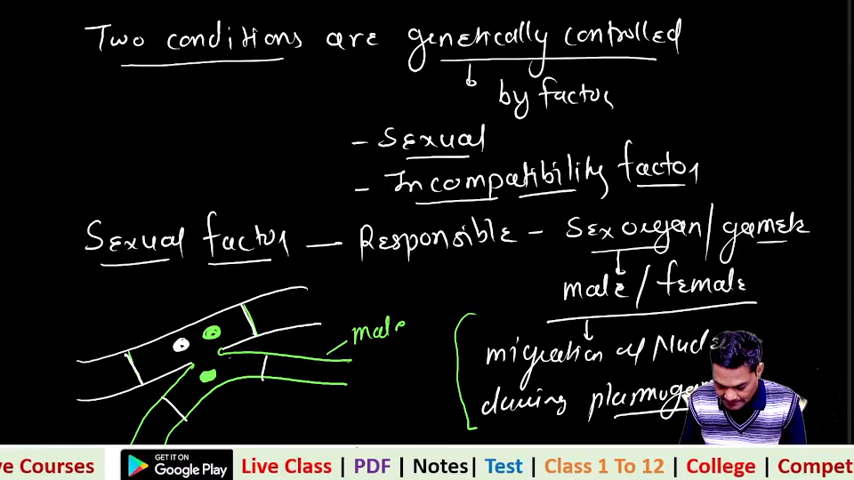 Two conditions are genetically controlled
by factor
- Sexual
- Incompatibility factor
Sexual factor — Responsible - Sex organ/gamete
male/female
male
migration of Nucle
during plasmoga
ve Courses
GET IT ON
Google Play
Live Class | PDF | Notes| Test | Class 1 To 12 | College | Compet